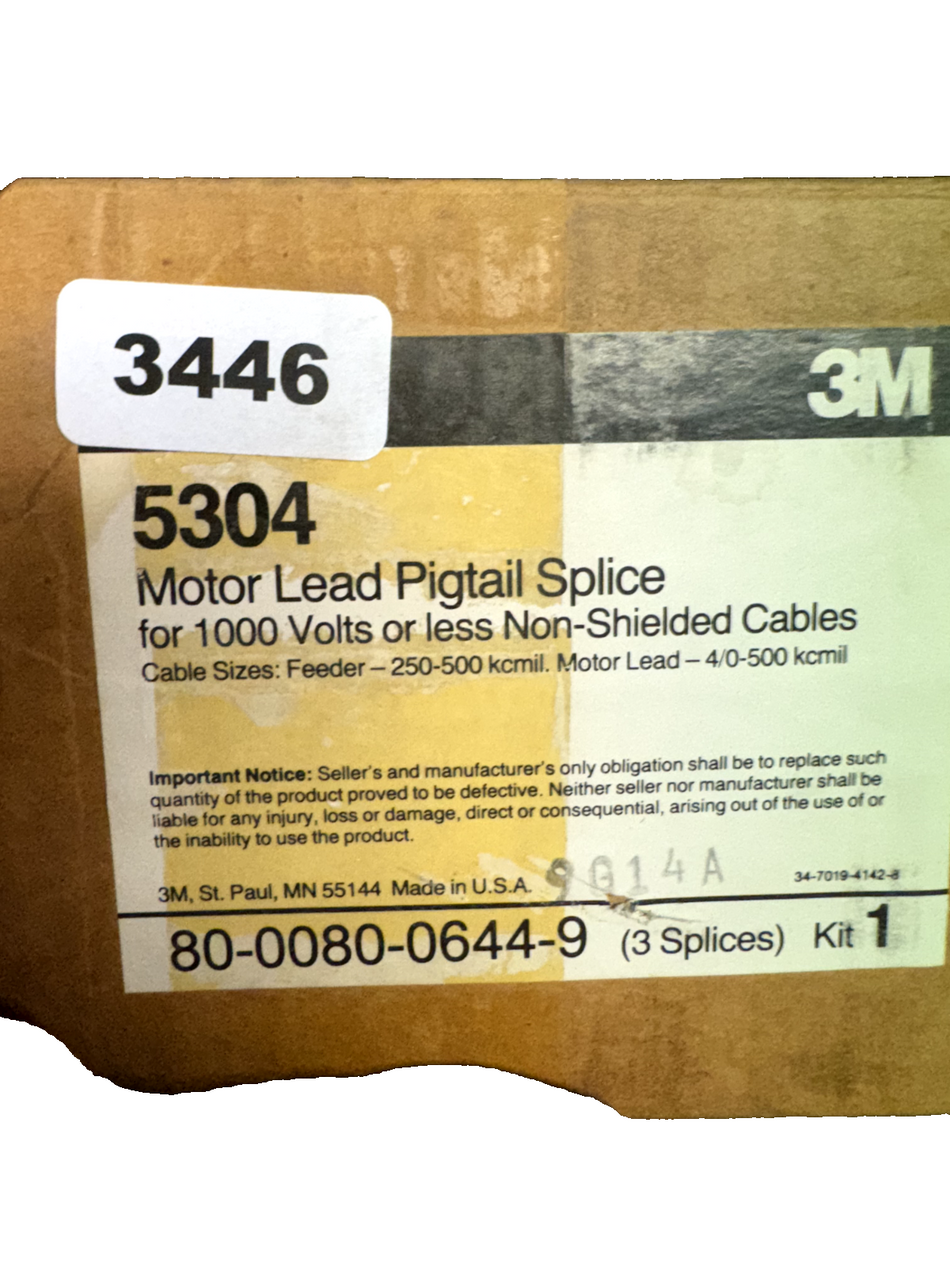 3446
3M
5304
Motor Lead Pigtail Splice
for 1000 Volts or less Non-Shielded Cables
Cable Sizes: Feeder – 250-500 kcmil. Motor Lead – 4/0-500 kcmil
Important Notice: Seller's and manufacturer's only obligation shall be to replace such
quantity of the product proved to be defective. Neither seller nor manufacturer shall be
liable for any injury, loss or damage, direct or consequential, arising out of the use of or
the inability to use the product.
3M, St. Paul, MN 55144 Made in U.S.A. 9G14A 34-7019-4142-8
80-0080-0644-9 (3 Splices) Kit 1